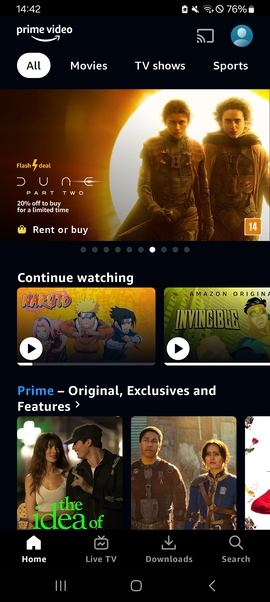 14:42
76%
prime video
All
Movies
TV shows
Sports
Flash deal
DUNE
PART TWO
20% off to buy
for a limited time
Rent or buy
14
Continue watching
NARUTO
AMAZON ORIGINA
INVINCIBLE
Prime – Original, Exclusives and
Features
the
idea of
Home
Live TV
Downloads
Search